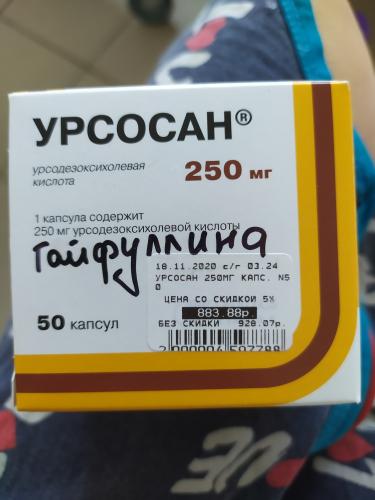 УРСОСАН®
урсодезоксихолевая
кислота
250 мг
1 капсула содержит
250 мг урсодезоксихолевой кислоты
Гайфуллина
18.11.2020 с/г 03.24
УРСОСАН 250МГ КАПС. N5
0
ЦЕНА СО СКИДКОЙ 5%
883.88р.
БЕЗ СКИДКИ 928.07р.
50 капсул